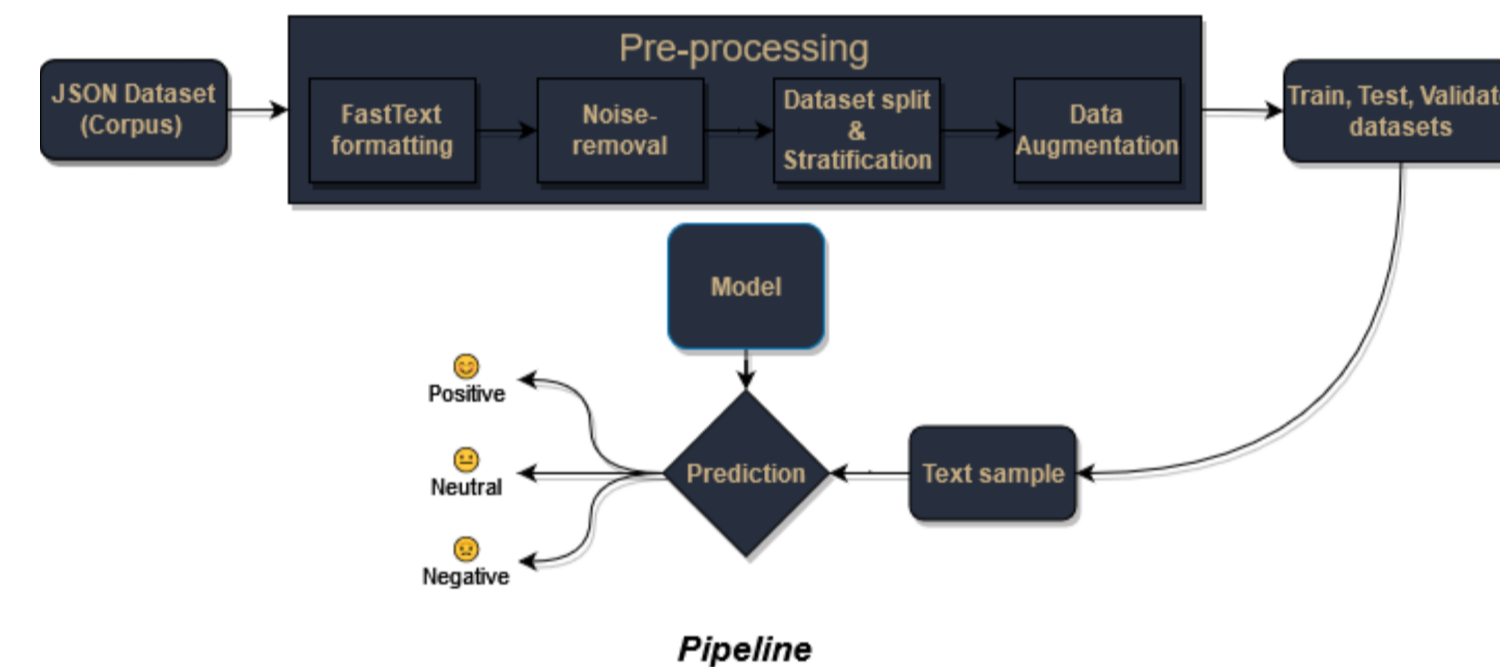 Pre-processing
JSON Dataset
(Corpus)
FastText
formatting
Noise-
removal
Dataset split
&
Stratification
Data
Augmentation
Train, Test, Validate
datasets
Model
Positive
Neutral
Negative
Prediction
Text sample
Pipeline